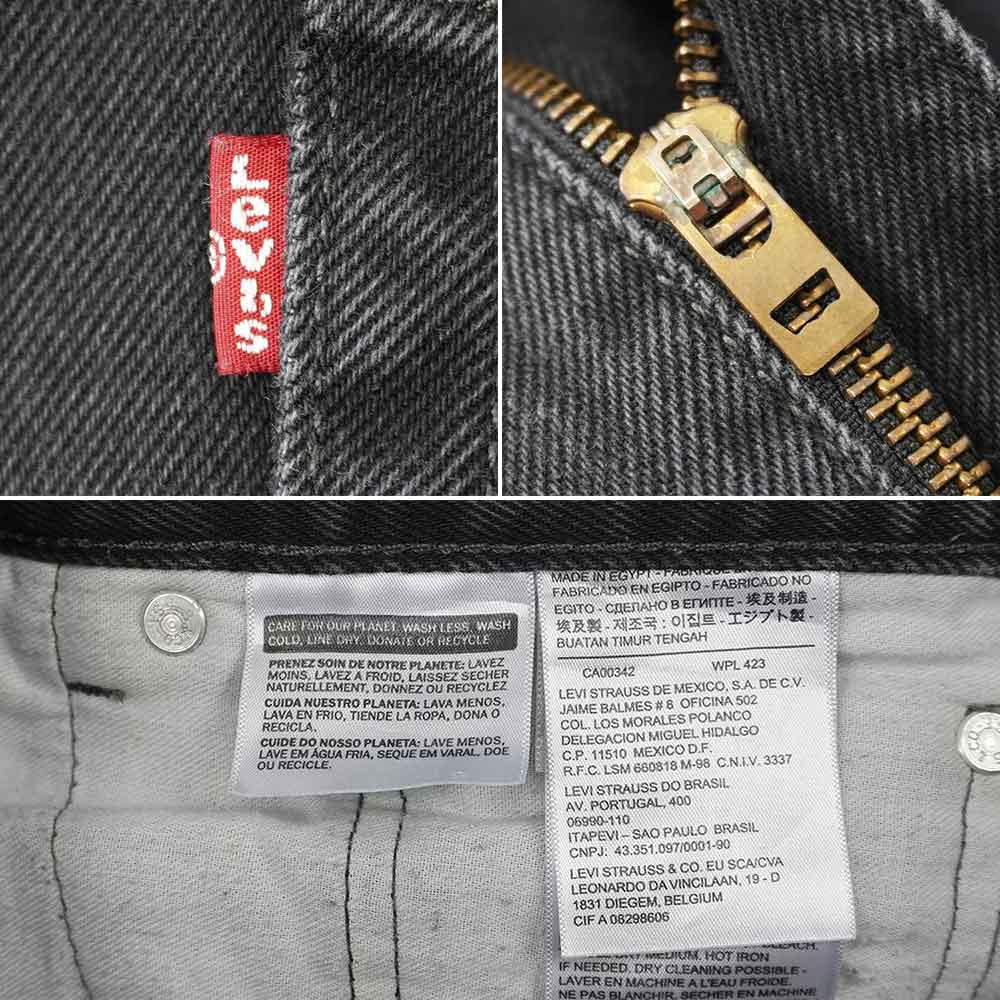 Levi's
®
CARE FOR OUR PLANET: WASH LESS, WASH
COLD, LINE DRY, DONATE OR RECYCLE
PRENEZ SOIN DE NOTRE PLANETE: LAVEZ
MOINS, LAVEZ A FROID, LAISSEZ SECHER
NATURELLEMENT, DONNEZ OU RECYCLEZ
CUIDA NUESTRO PLANETA: LAVA MENOS,
LAVA EN FRIO, TIENDE LA ROPA, DONA O
RECICLA.
CUIDE DO NOSSO PLANETA: LAVE MENOS,
LAVE EM ÁGUA FRIA, SEQUE EM VARAL, DOE
OU RECICLE.
MADE IN EGYPT - FABRIQUE EN
FABRICADO EN EGIPTO - FABRICADO NO
EGITO - СДЕЛАНО В ЕГИПТЕ - 埃及制造 -
埃及製 - 제조국 : 이집트 - エジプト製 -
BUATAN TIMUR TENGAH
CA00342 WPL 423
LEVI STRAUSS DE MEXICO, S.A. DE C.V.
JAIME BALMES # 8 OFICINA 502
COL. LOS MORALES POLANCO
DELEGACION MIGUEL HIDALGO
C.P. 11510 MEXICO D.F.
R.F.C. LSM 660818 M-98 C.N.I.V. 3337
LEVI STRAUSS DO BRASIL
AV. PORTUGAL, 400
06990-110
ITAPEVI – SAO PAULO BRASIL
CNPJ: 43.351.097/0001-90
LEVI STRAUSS & CO. EU SCA/CVA
LEONARDO DA VINCILAAN, 19 - D
1831 DIEGEM, BELGIUM
CIF A 08298606
BLEACH.
DRY MEDIUM. HOT IRON
IF NEEDED. DRY CLEANING POSSIBLE -
LAVER EN MACHINE A L'EAU FROIDE.
NE PAS BLANCHIR. SECHER EN MACHINE